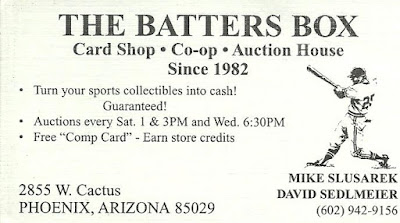 THE BATTERS BOX
Card Shop • Co-op • Auction House
Since 1982
• Turn your sports collectibles into cash!
Guaranteed!
• Auctions every Sat. 1 & 3PM and Wed. 6:30PM
• Free "Comp Card" - Earn store credits
MIKE SLUSAREK
2855 W. Cactus
DAVID SEDLMEIER
PHOENIX, ARIZONA 85029
(602) 942-9156